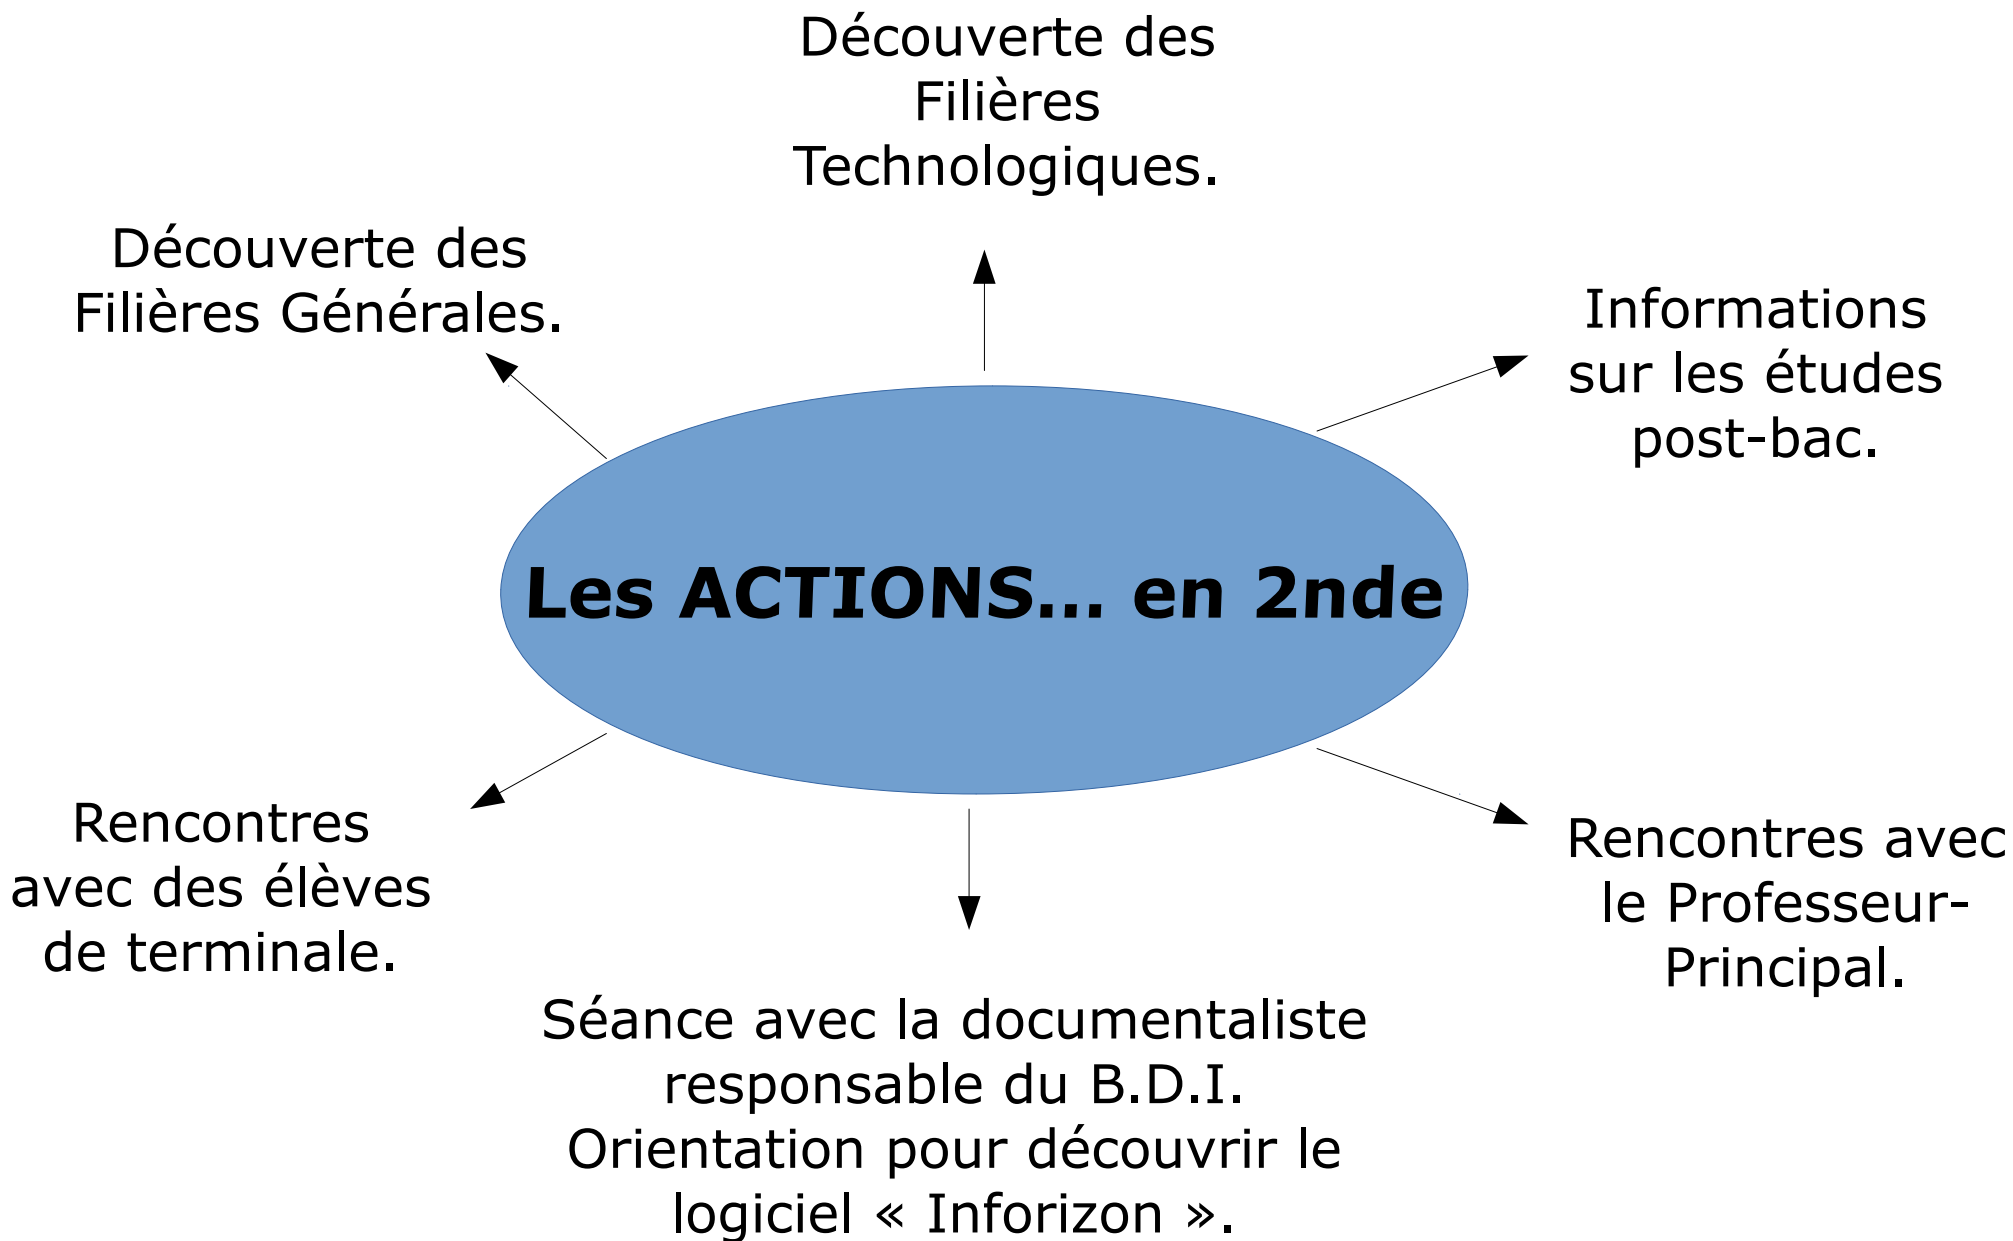 Découverte des
Filières
Technologiques.
Découverte des
Filières Générales.
Informations
sur les études
post-bac.
Les ACTIONS... en 2nde
Rencontres
avec des élèves
de terminale.
Rencontres avec
le Professeur-
Principal.
Séance avec la documentaliste
responsable du B.D.I.
Orientation pour découvrir le
logiciel « Inforizon ».